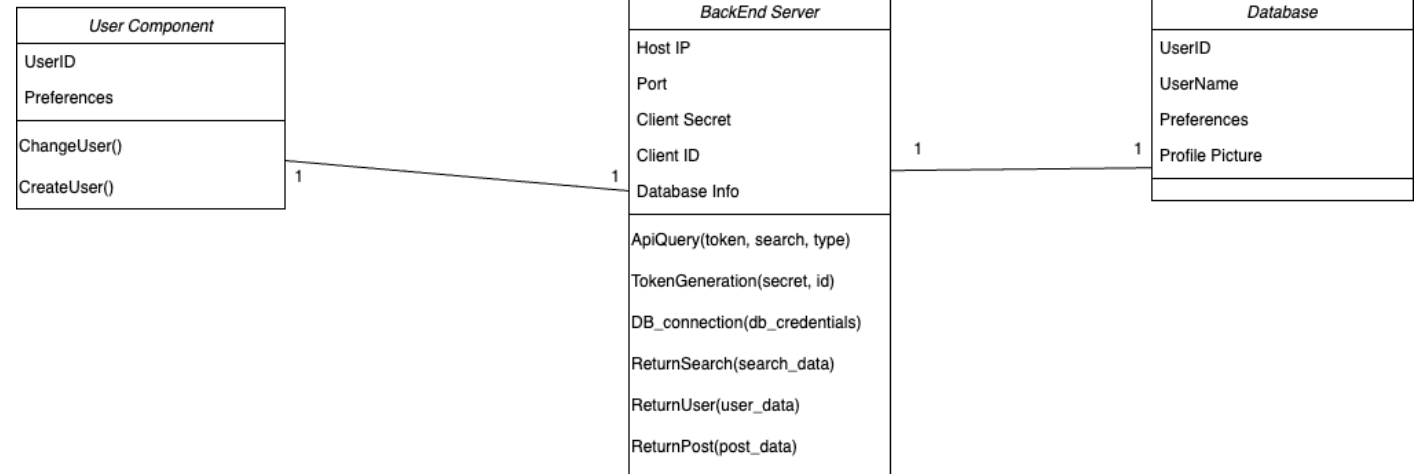 User Component
UserID
Preferences
ChangeUser()
CreateUser()
1
1
BackEnd Server
Host IP
Port
Client Secret
Client ID
Database Info
ApiQuery(token, search, type)
TokenGeneration(secret, id)
DB_connection(db_credentials)
ReturnSearch(search_data)
ReturnUser(user_data)
ReturnPost(post_data)
1
1
Database
UserID
UserName
Preferences
Profile Picture